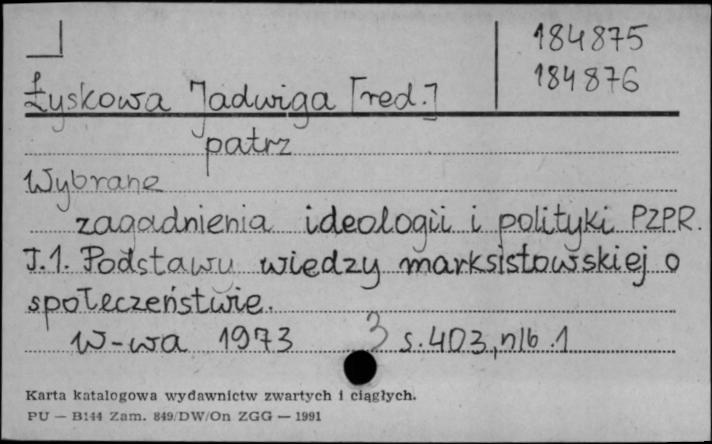 184875
184876
Łyskowa Jadwiga [red.]
patrz
Wybrane
zagadnienia ideologii i polityki PZPR.
T.1. Podstawy wiedzy marksistowskiej o
społeczeństwie.
W-wa 1973 s.403, nlb.1
Karta katalogowa wydawnictw zwartych i ciągłych.
PU — B144 Zam. 849/DW/On ZGG — 1991